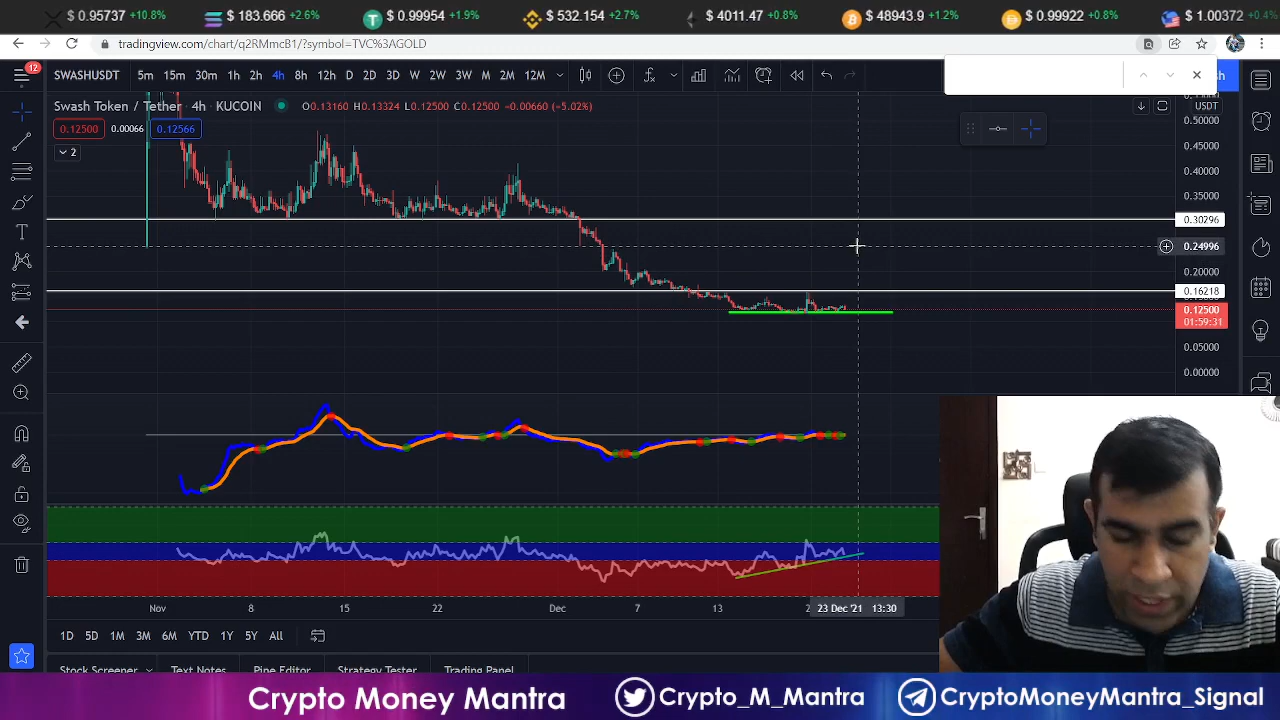 $ 0.95737 +10.8% $ 183.666 +2.6% $ 0.99954 +1.9% $ 532.154 +2.7% $ 4011.47 +0.8% $ 48943.9 +1.2% $ 0.99922 +0.8% $ 1.00372 +0.4%
tradingview.com/chart/q2RMmcB1/?symbol=TVC%3AGOLD
12 SWASHUSDT 5m 15m 30m 1h 2h 4h 8h 12h D 2D 3D W 2W M 2M 12M
Swash Token / Tether 4h KUCOIN O0.13160 H0.13324 L0.12500 C0.12500 −0.00660 (−5.02%) USDT
0.12500 0.00066 0.12566
2
0.50000
0.45000
0.40000
0.35000
0.30296
0.24996
0.20000
0.16218
0.12500
01:59:31
0.05000
0.00000
Nov 8 15 22 Dec 7 13 23 Dec '21 13:30
1D 5D 1M 3M 6M YTD 1Y 5Y All
Stock Screener Text Notes Pine Editor Strategy Tester Trading Panel
Crypto Money Mantra Crypto_M_Mantra CryptoMoneyMantra_Signal